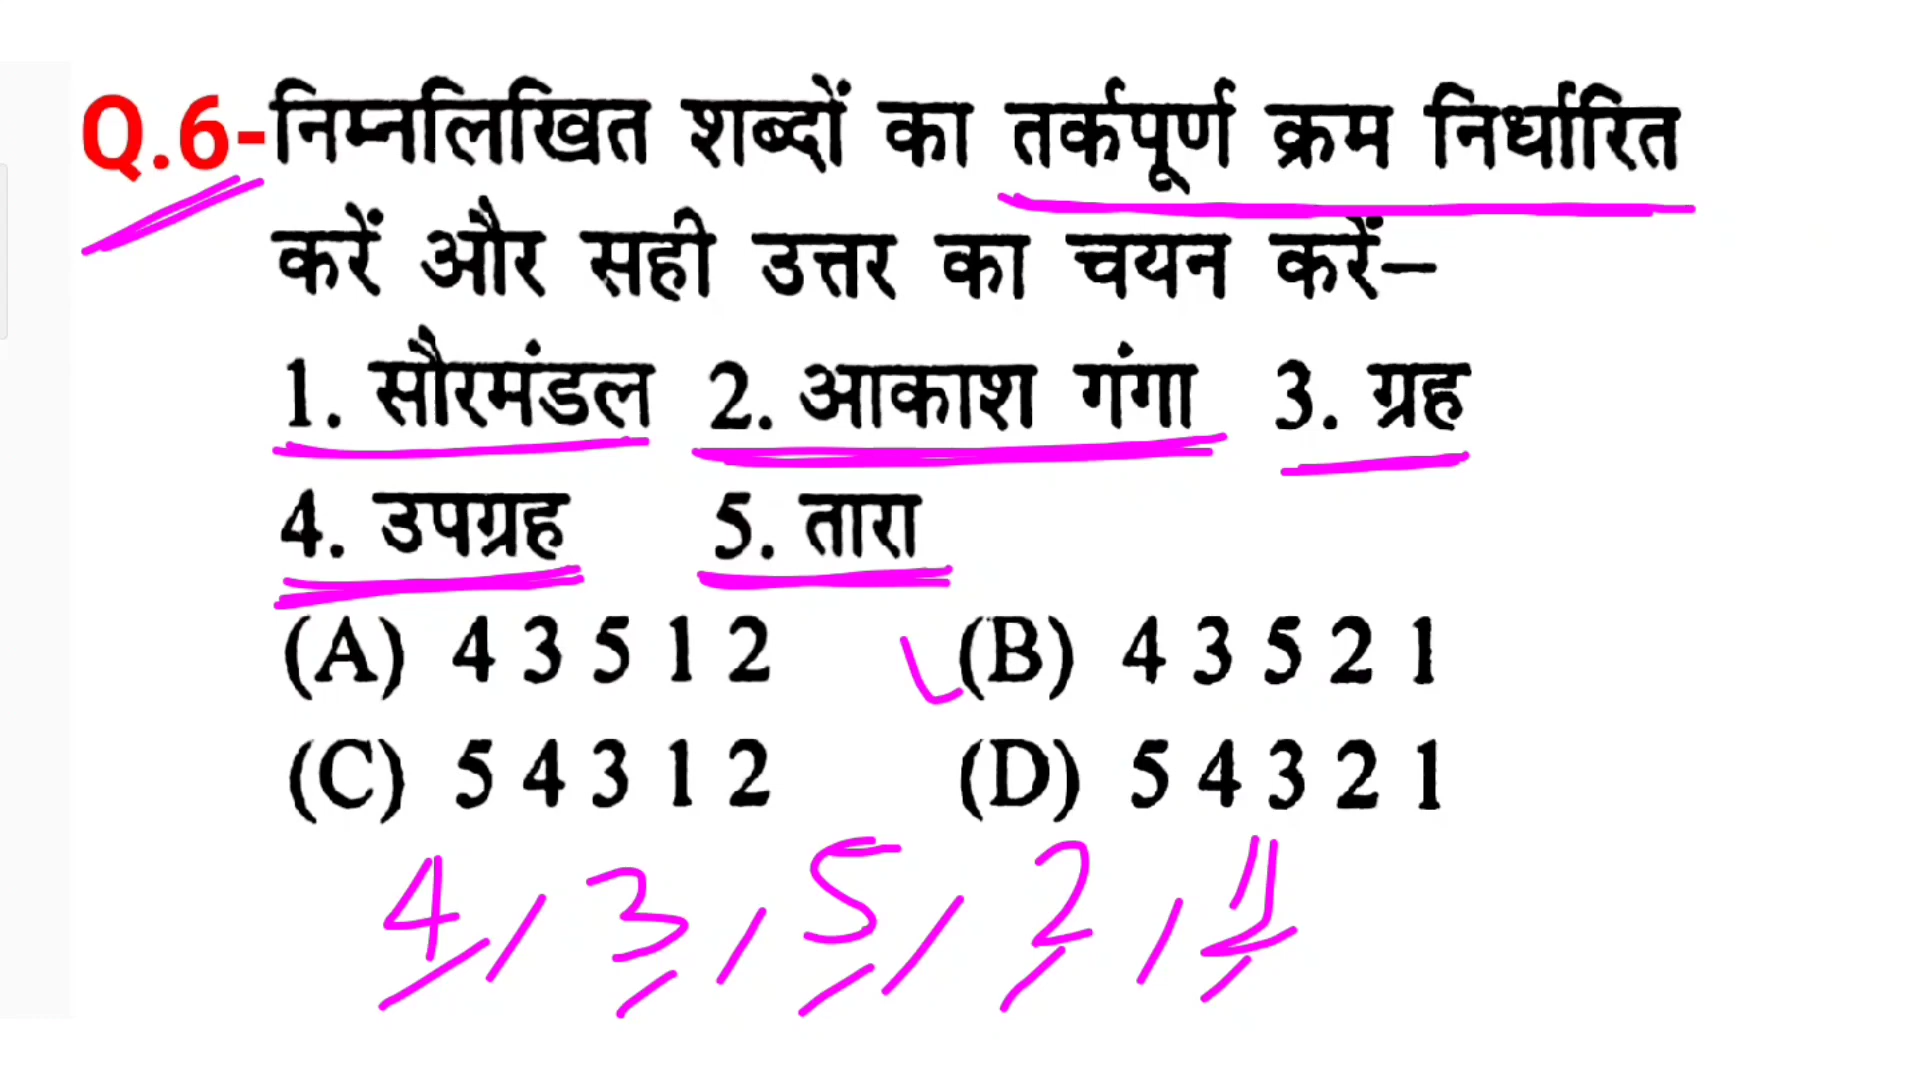 Q.6-निम्नलिखित शब्दों का तर्कपूर्ण क्रम निर्धारित
करें और सही उत्तर का चयन करें–
1. सौरमंडल 2. आकाश गंगा 3. ग्रह
4. उपग्रह 5. तारा
(A) 4 3 5 1 2 (B) 4 3 5 2 1
(C) 5 4 3 1 2 (D) 5 4 3 2 1
4, 3, 5, 2, 1